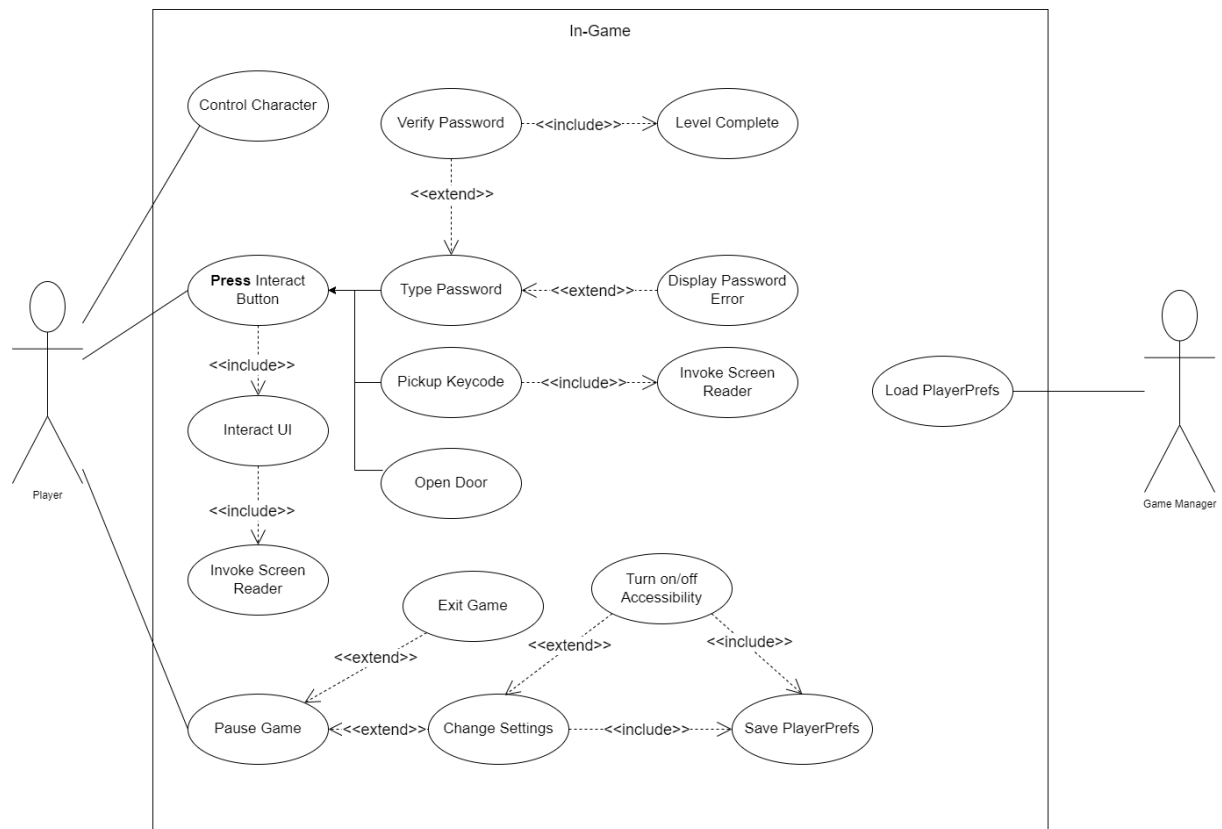 In-Game
Control Character
Verify Password
<<include>>
Level Complete
<<extend>>
Press Interact
Button
Type Password
<<extend>>
Display Password
Error
<<include>>
Pickup Keycode
<<include>>
Invoke Screen
Reader
Load PlayerPrefs
Interact UI
Open Door
Player
Game Manager
<<include>>
Invoke Screen
Reader
Exit Game
Turn on/off
Accessibility
<<extend>>
<<extend>>
<<include>>
Pause Game
<<extend>>
Change Settings
<<include>>
Save PlayerPrefs